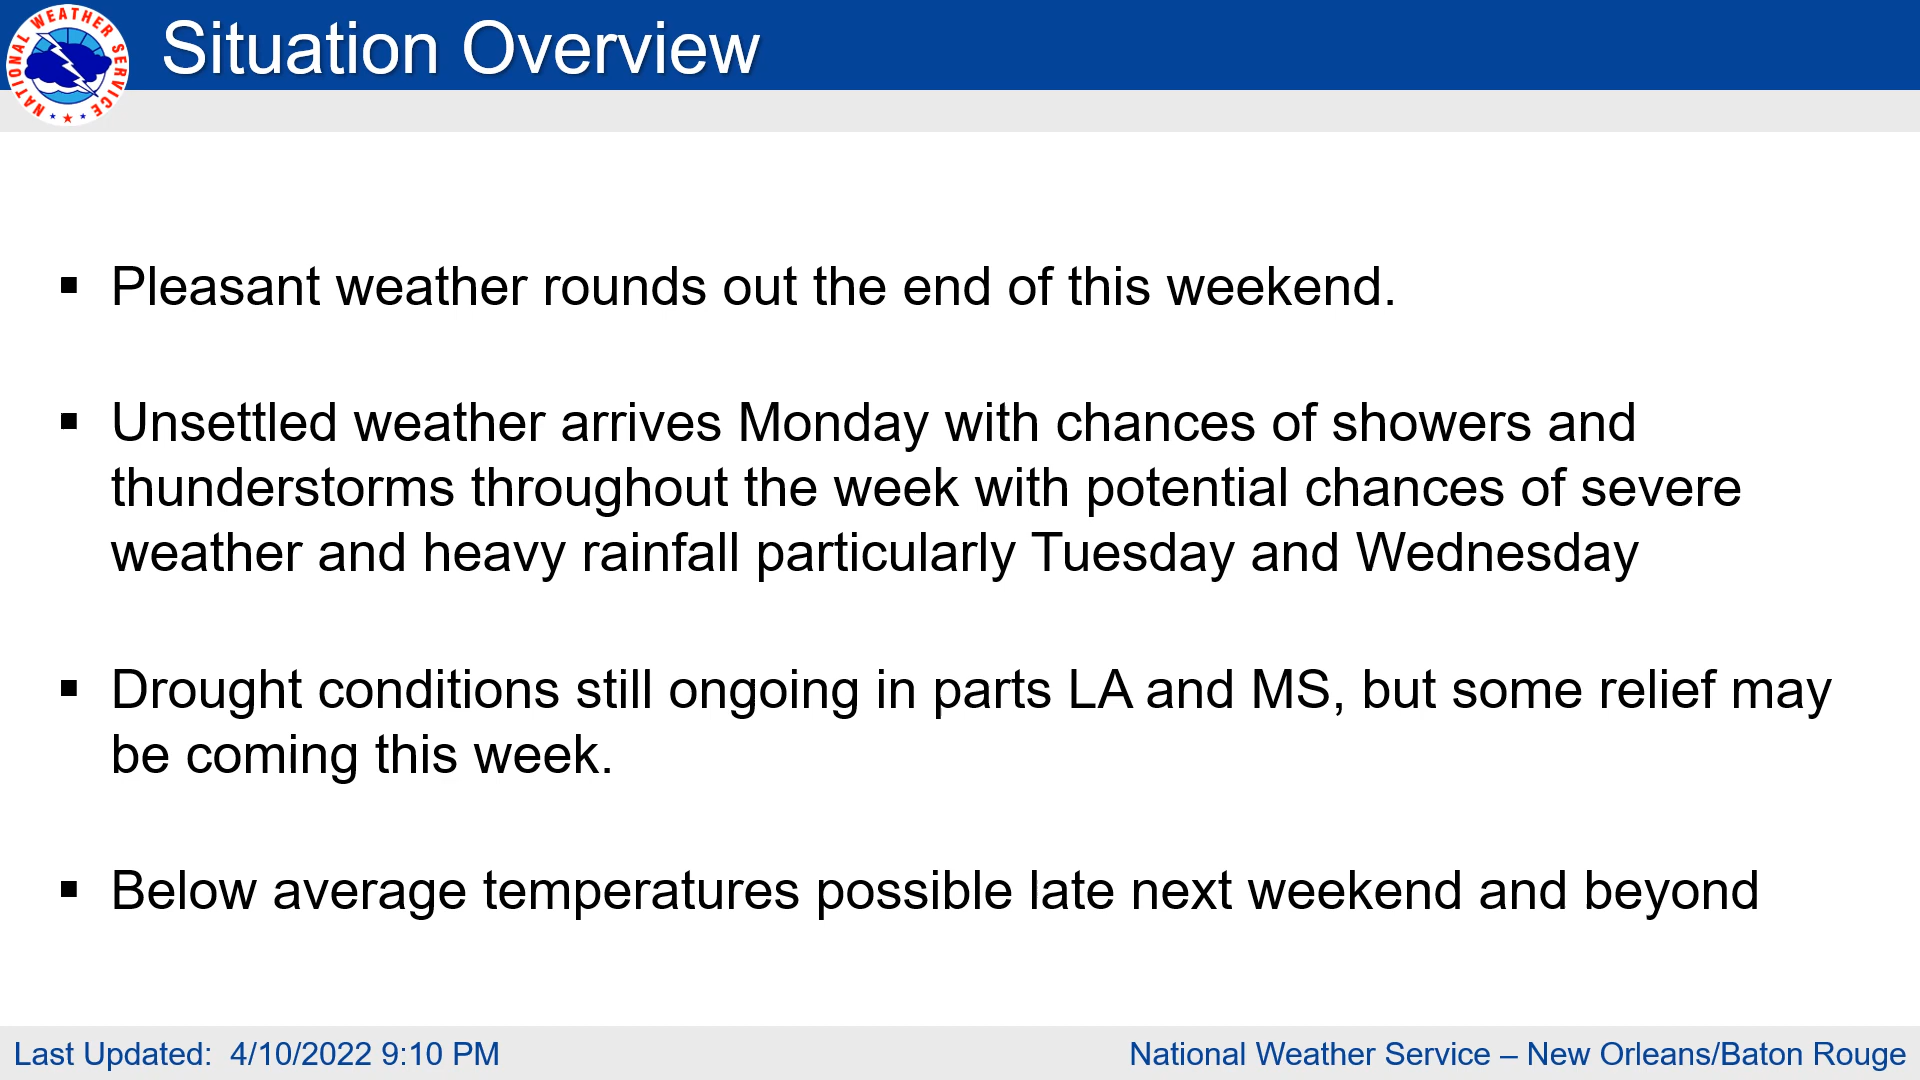 NATIONAL WEATHER SERVICE
Situation Overview
▪ Pleasant weather rounds out the end of this weekend.
▪ Unsettled weather arrives Monday with chances of showers and
thunderstorms throughout the week with potential chances of severe
weather and heavy rainfall particularly Tuesday and Wednesday
▪ Drought conditions still ongoing in parts LA and MS, but some relief may
be coming this week.
▪ Below average temperatures possible late next weekend and beyond
Last Updated: 4/10/2022 9:10 PM
National Weather Service – New Orleans/Baton Rouge